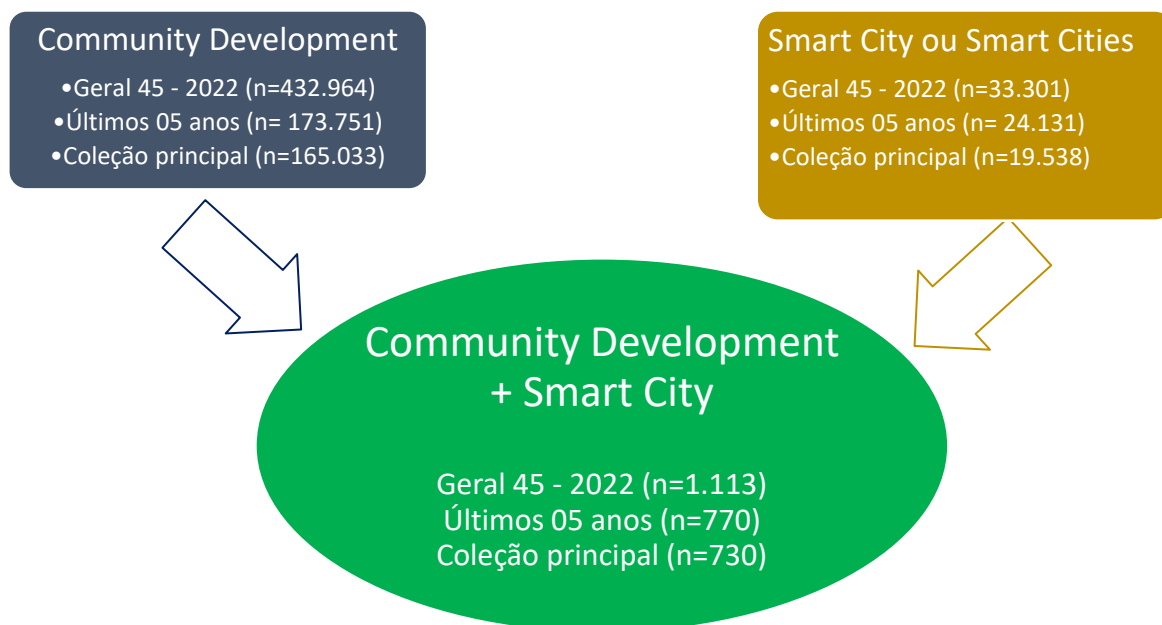 Community Development
•Geral 45 - 2022 (n=432.964)
•Últimos 05 anos (n= 173.751)
•Coleção principal (n=165.033)
Smart City ou Smart Cities
•Geral 45 - 2022 (n=33.301)
•Últimos 05 anos (n= 24.131)
•Coleção principal (n=19.538)
Community Development
+ Smart City
Geral 45 - 2022 (n=1.113)
Últimos 05 anos (n=770)
Coleção principal (n=730)